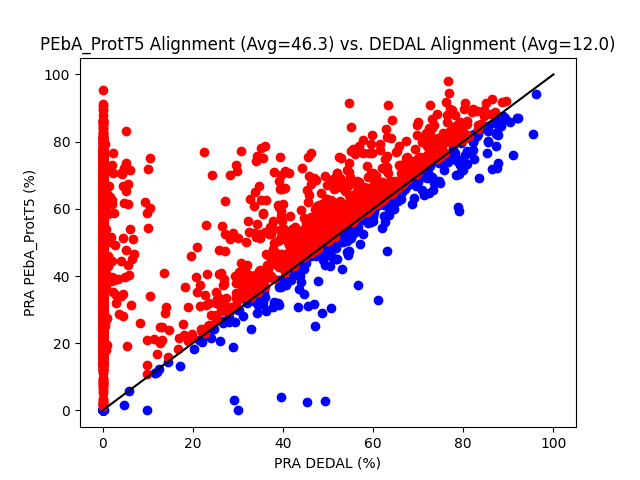 PEbA_ProtT5 Alignment (Avg=46.3) vs. DEDAL Alignment (Avg=12.0)
100
80
60
40
20
0
PRA PEbA_ProtT5 (%)
0 20 40 60 80 100
PRA DEDAL (%)